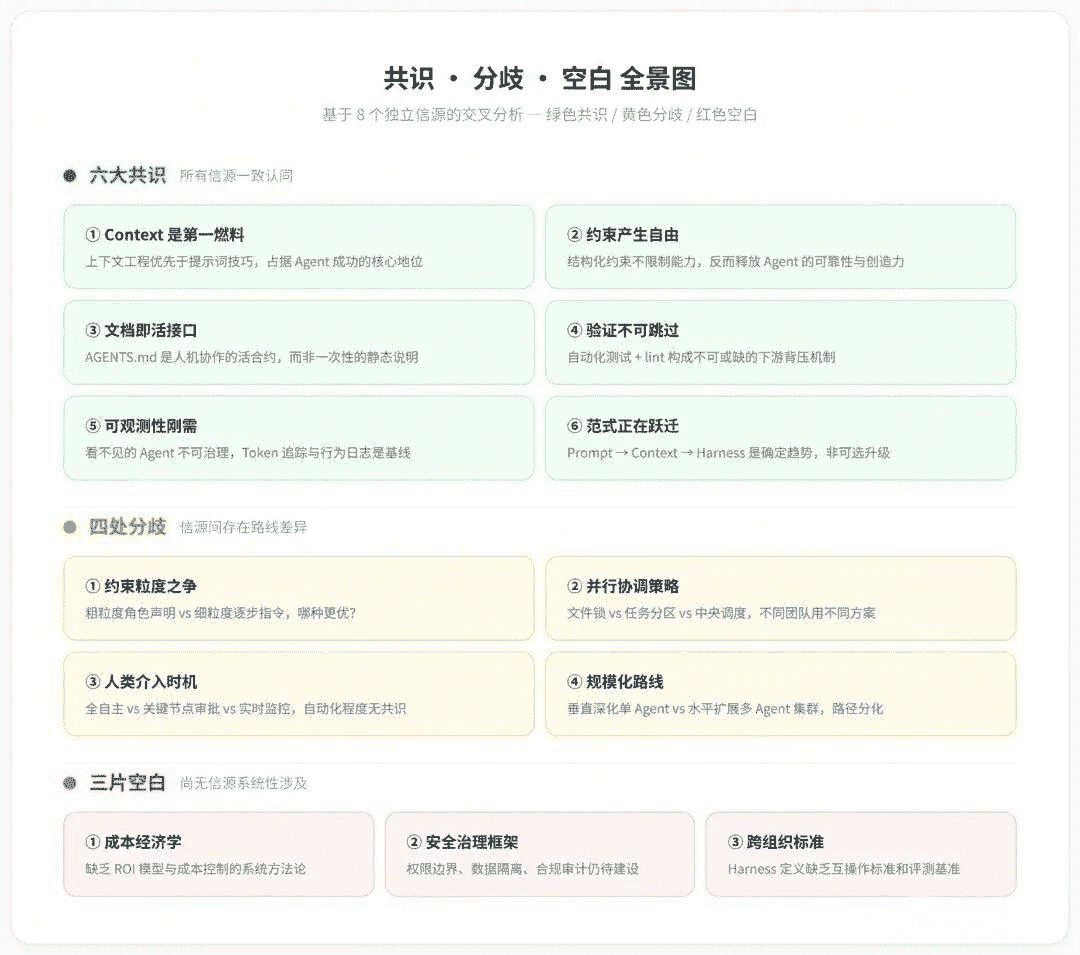 共识 · 分歧 · 空白 全景图
基于 8 个独立信源的交叉分析 — 绿色共识 / 黄色分歧 / 红色空白
六大共识 所有信源一致认同
① Context 是第一燃料
上下文工程优先于提示词技巧，占据 Agent 成功的核心地位
② 约束产生自由
结构化约束不限制能力，反而释放 Agent 的可靠性与创造力
③ 文档即活接口
AGENTS.md 是人机协作的活合约，而非一次性的静态说明
④ 验证不可跳过
自动化测试 + lint 构成不可或缺的下游背压机制
⑤ 可观测性刚需
看不见的 Agent 不可治理，Token 追踪与行为日志是基线
⑥ 范式正在跃迁
Prompt → Context → Harness 是确定趋势，非可选升级
四处分歧 信源间存在路线差异
① 约束粒度之争
粗粒度角色声明 vs 细粒度逐步指令，哪种更优？
② 并行协调策略
文件锁 vs 任务分区 vs 中央调度，不同团队用不同方案
③ 人类介入时机
全自主 vs 关键节点审批 vs 实时监控，自动化程度无共识
④ 规模化路线
垂直深化单 Agent vs 水平扩展多 Agent 集群，路径分化
三片空白 尚无信源系统性涉及
① 成本经济学
缺乏 ROI 模型与成本控制的系统方法论
② 安全治理框架
权限边界、数据隔离、合规审计仍待建设
③ 跨组织标准
Harness 定义缺乏互操作标准和评测基准